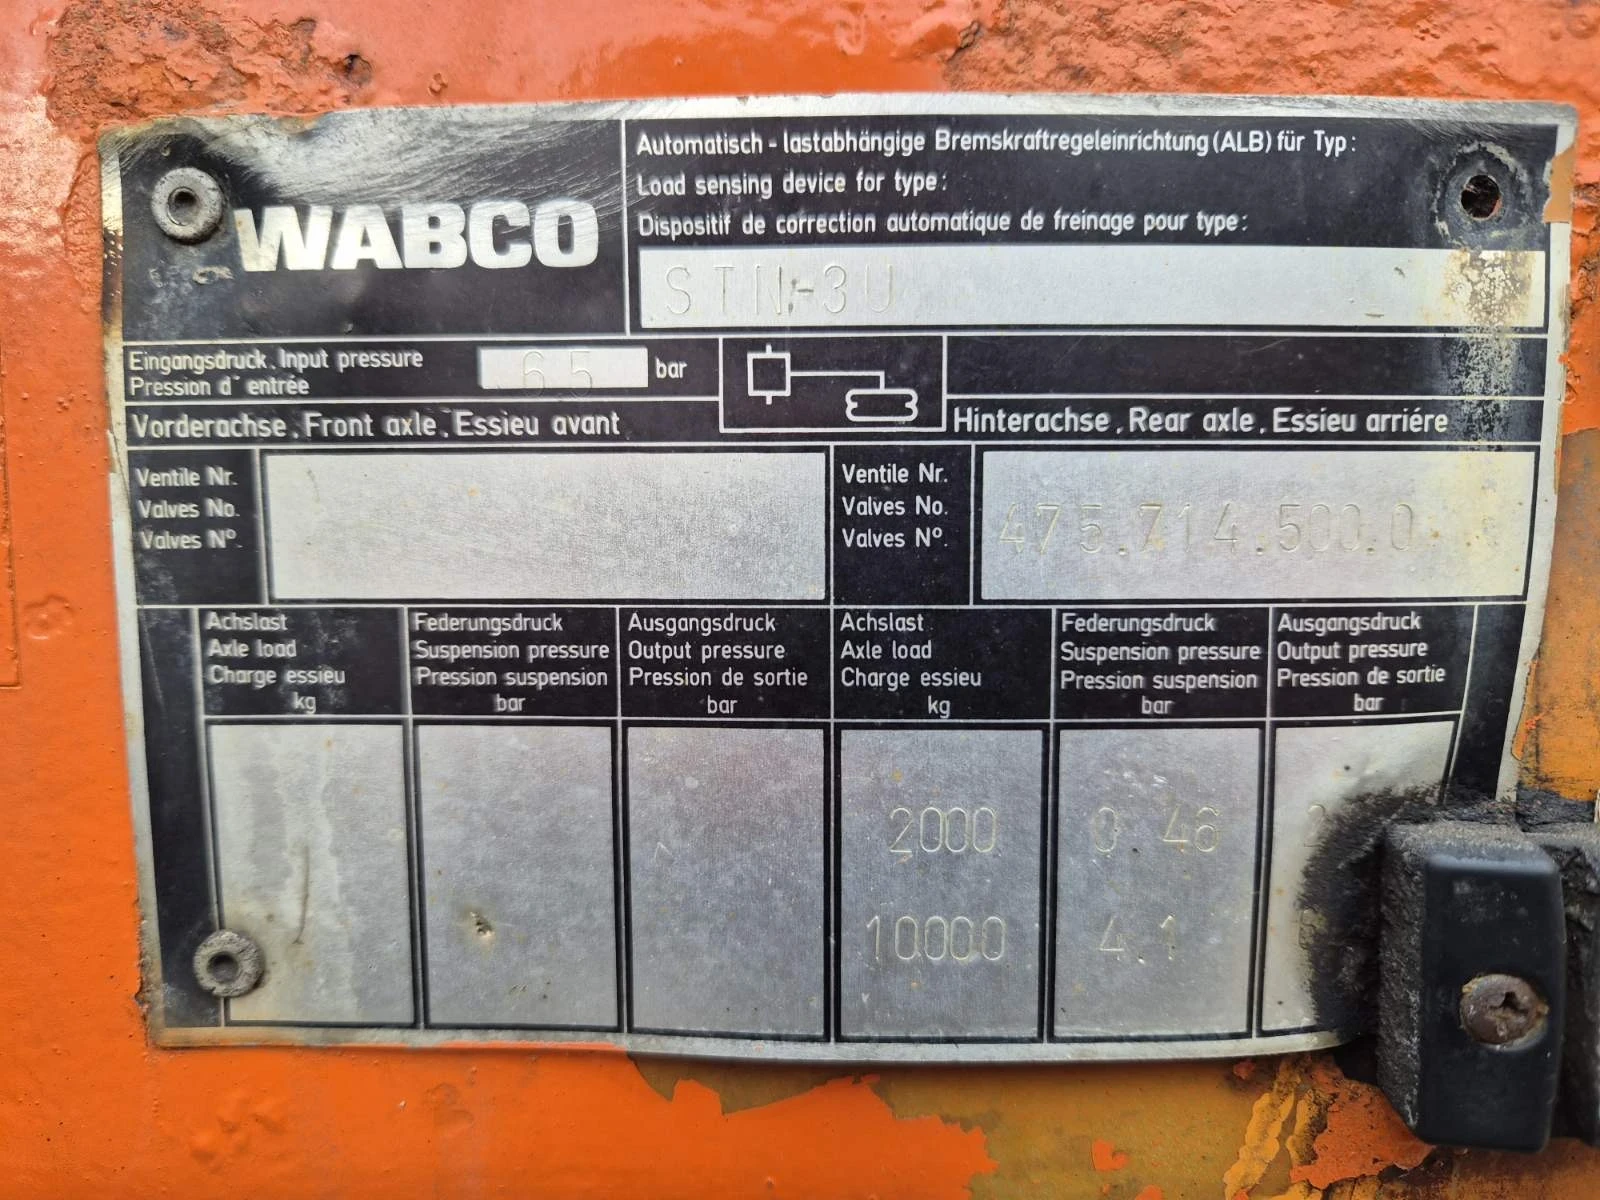 WABCO
Automatisch - lastabhängige Bremskraftregeleinrichtung (ALB) für Typ:
Load sensing device for type:
Dispositif de correction automatique de freinage pour type:
STN-3U
Eingangsdruck. Input pressure
Pression d' entrée
6 5
bar
Vorderachse. Front axle. Essieu avant
Hinterachse. Rear axle. Essieu arriére
Ventile Nr.
Valves No.
Valves N°.
Ventile Nr.
Valves No.
Valves N°.
475.714.500.0
Achslast
Axle load
Charge essieu
kg
Federungsdruck
Suspension pressure
Pression suspension
bar
Ausgangsdruck
Output pressure
Pression de sortie
bar
Achslast
Axle load
Charge essieu
kg
Federungsdruck
Suspension pressure
Pression suspension
bar
Ausgangsdruck
Output pressure
Pression de sortie
bar
2000 0 46
10000 4.1